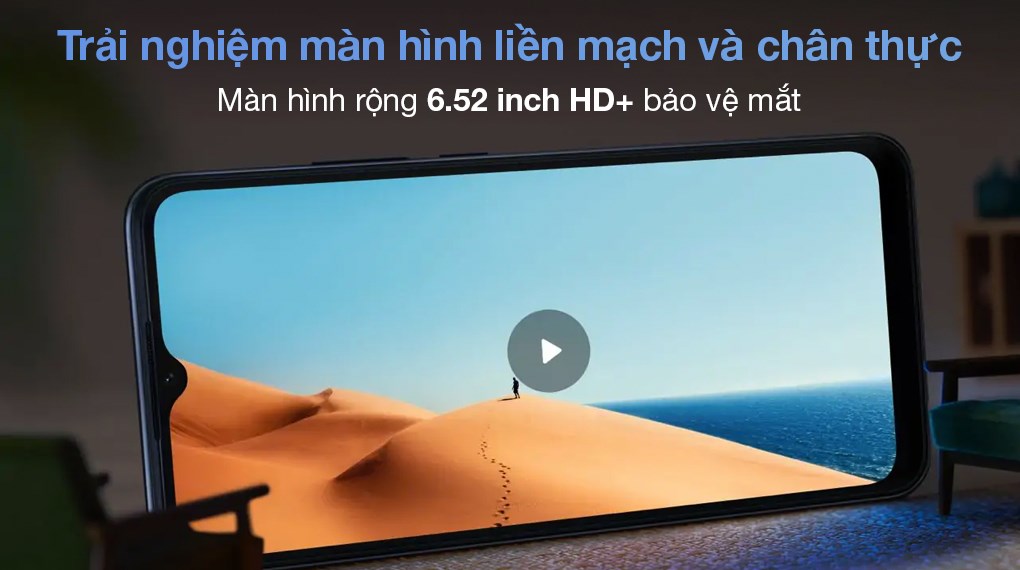 Trải nghiệm màn hình liền mạch và chân thực
Màn hình rộng 6.52 inch HD+ bảo vệ mắt